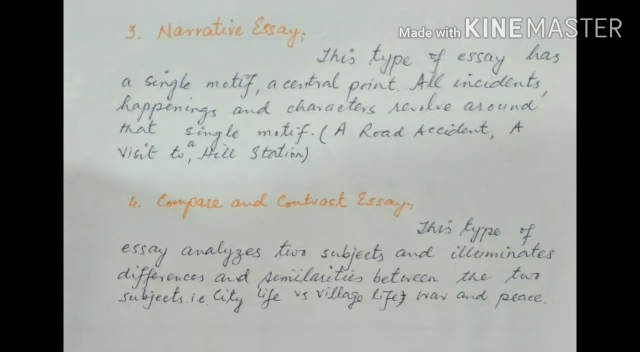 Made with KINEMASTER
3. Narrative Essay;
This type of essay has
a single motif, a central point. All incidents,
happenings and characters revolve around
that single motif. (A Road Accident, A
Visit to a Hill Station)
4. Compare and Contrast Essay;
This type of
essay analyzes two subjects and illuminates
differences and similarities between the two
subjects. i.e. City life vs Village life, war and peace.